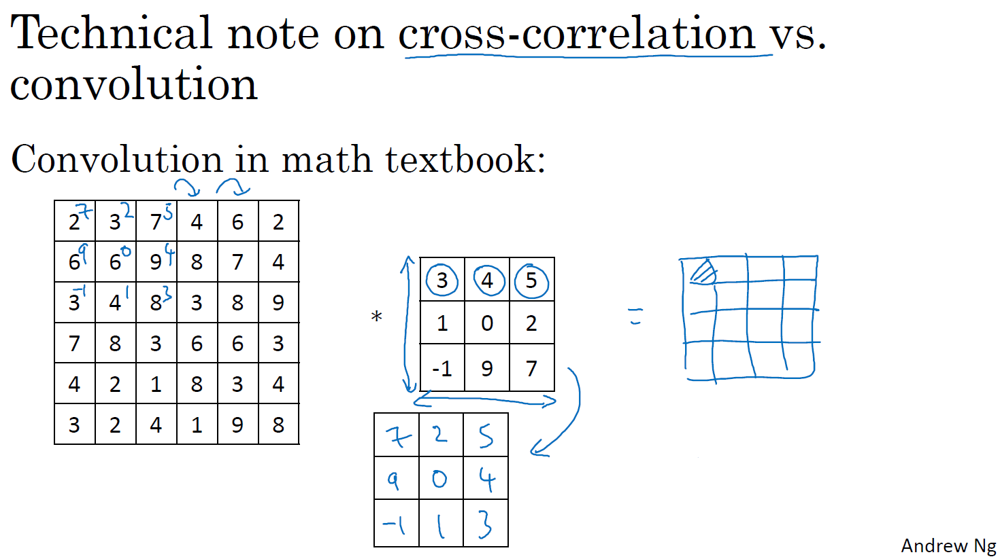 Technical note on cross-correlation vs.
convolution
Convolution in math textbook:
2 7 3 2 7 5 4 6 2
6 9 6 0 9 4 8 7 4
3 -1 4 1 8 3 3 8 9
7 8 3 6 6 3
4 2 1 8 3 4
3 2 4 1 9 8
*
3 4 5
1 0 2
-1 9 7
=
7 2 5
9 0 4
-1 1 3
Andrew Ng